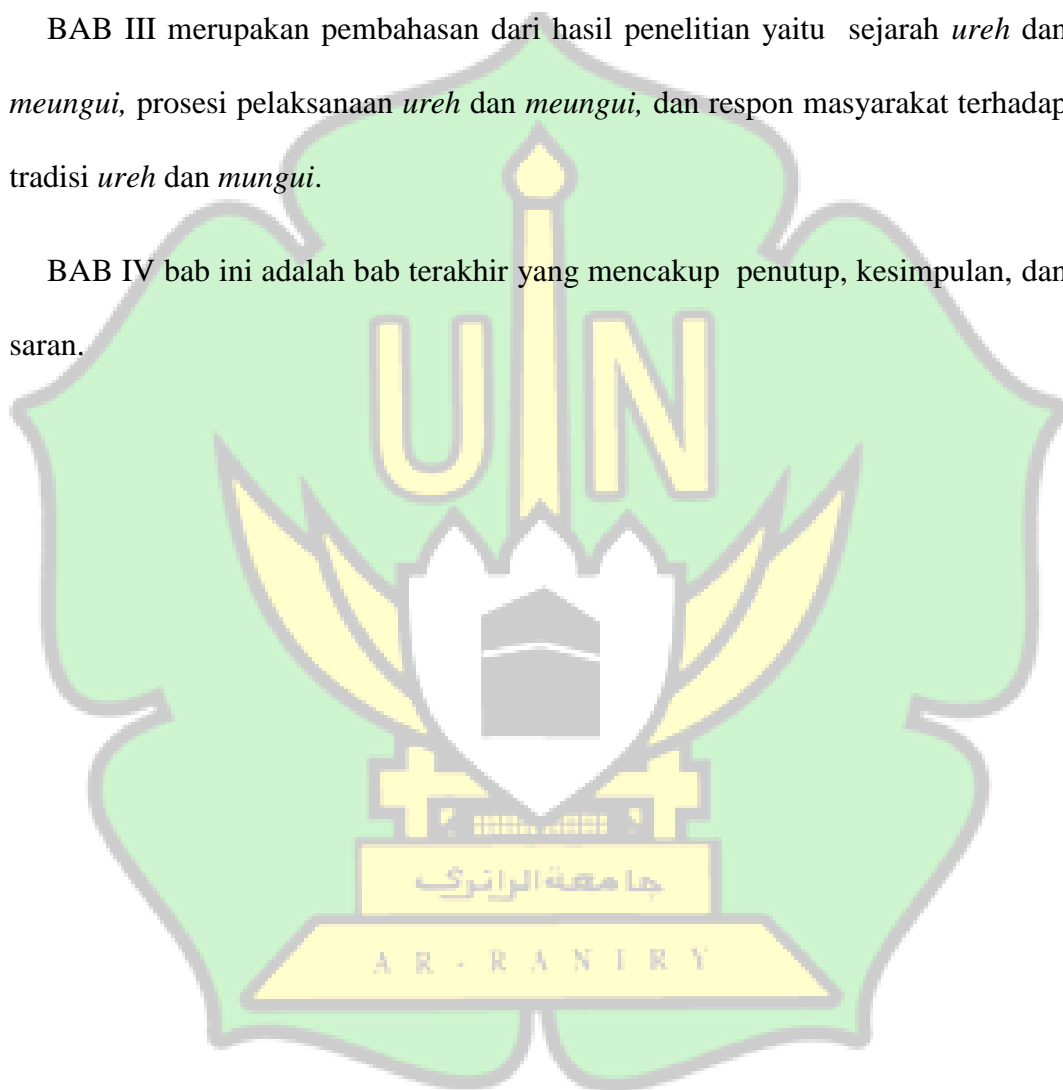 BAB III merupakan pembahasan dari hasil penelitian yaitu sejarah ureh dan
meungui, prosesi pelaksanaan ureh dan meungui, dan respon masyarakat terhadap
tradisi ureh dan mungui.
BAB IV bab ini adalah bab terakhir yang mencakup penutup, kesimpulan, dan
saran.
U N
جامعة الرانري
AR-RANIRY